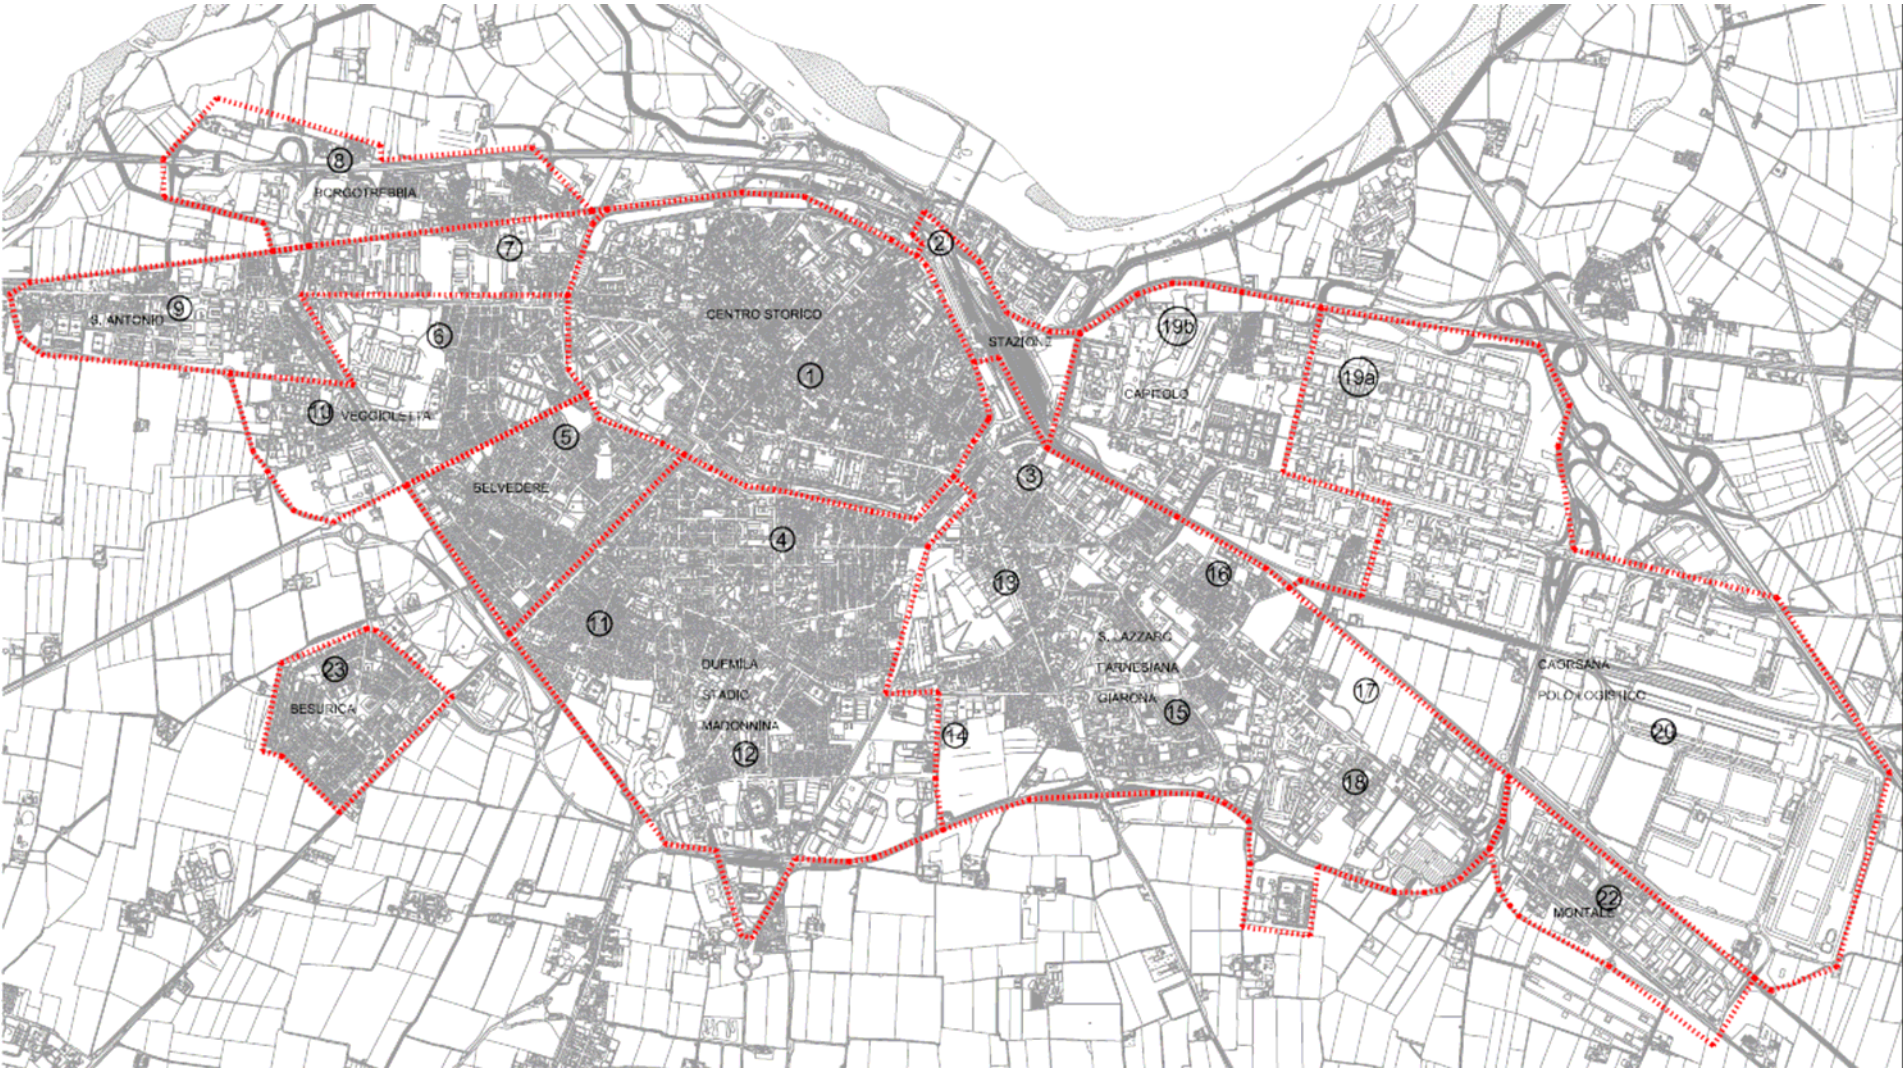 8
BORGOTREBBIA
7
2
9
S. ANTONIO
6
CENTRO STORICO
19b
STAZIONE
1
19a
CAPITOLO
10
VEGGIOLETTA
5
3
BELVEDERE
4
16
13
11
S. LAZZARO
FARNESIANA
GIARONA
15
23
BESURICA
DUEMILA
STADIO
MADONNINA
12
14
17
CAORSANA
POLO LOGISTICO
20
18
22
MONTALE